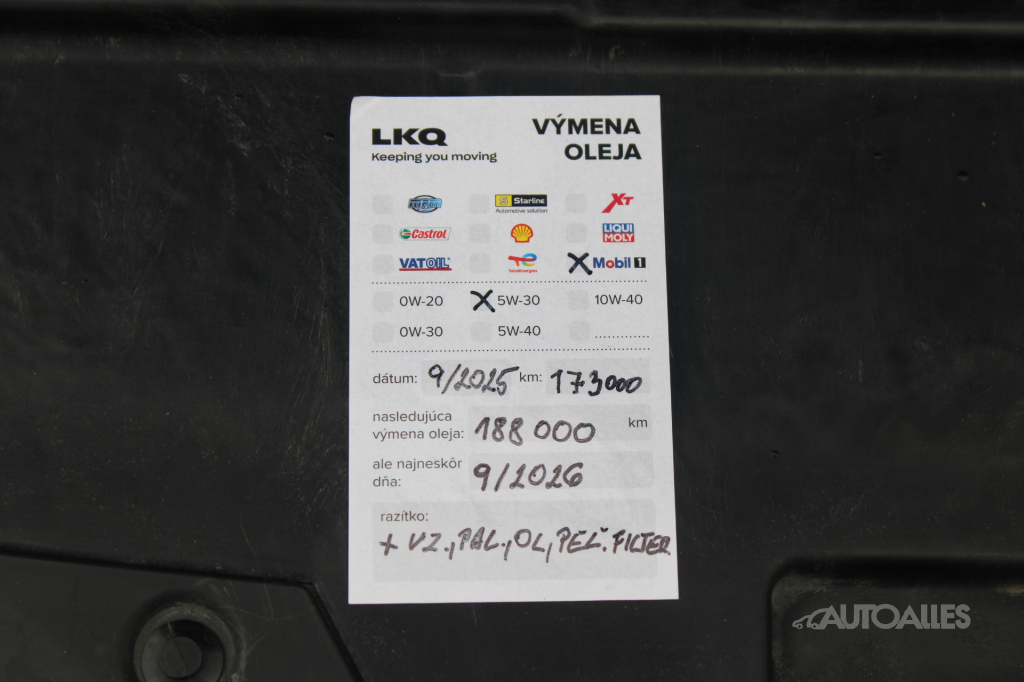 LKQ
Keeping you moving
VÝMENA
OLEJA
Starline
Automotive solution
XT
Castrol
LIQUI
MOLY
VATOIL
TotalEnergies
X Mobil 1
0W-20 X 5W-30 10W-40
0W-30 5W-40 ..............
dátum: 9/2025 km: 173000
nasledujúca
výmena oleja: 188 000 km
ale najneskôr
dňa: 9/2026
razítko:
+ VZ., PAL., OL, PEĽ. FILTER
AUTOALLES